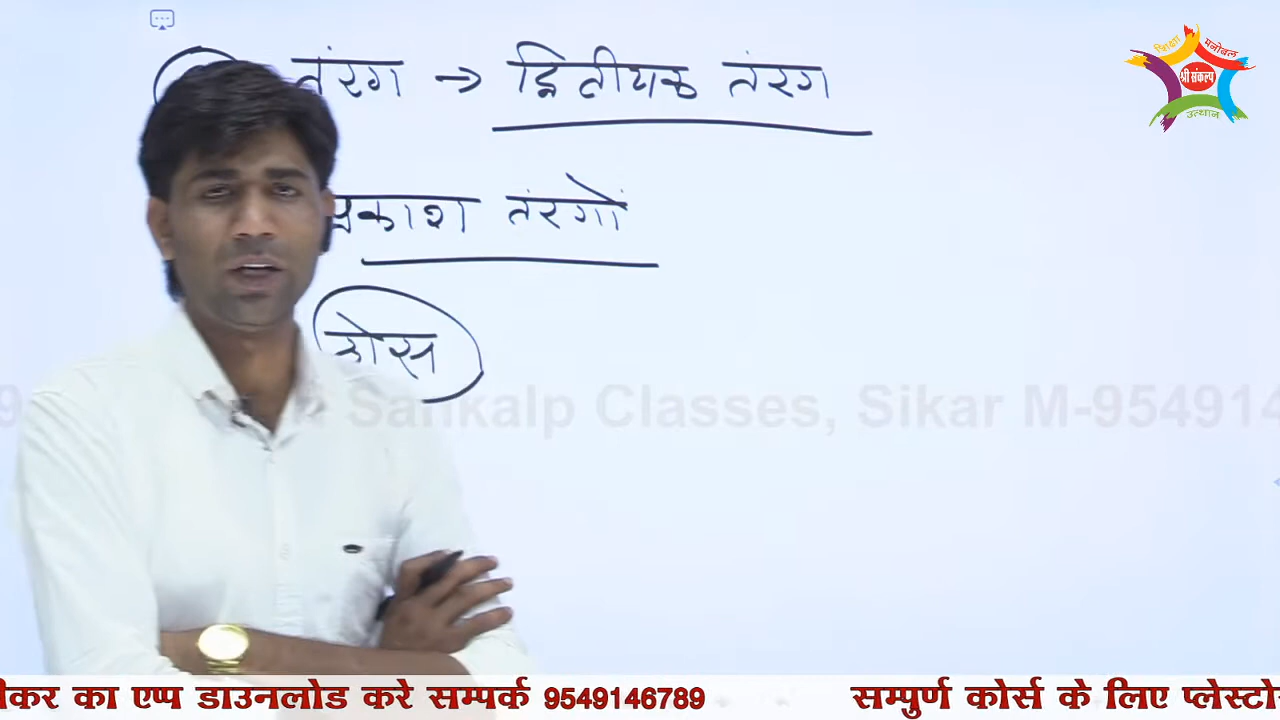 तंरग → द्वितीयक तंरग
प्रकाश तंरगों
ठोस
शिक्षा
मनोबल
श्री संकल्प
उत्थान
Sankalp Classes, Sikar M-954914
का एप्प डाउनलोड करे सम्पर्क 9549146789
सम्पुर्ण कोर्स के लिए